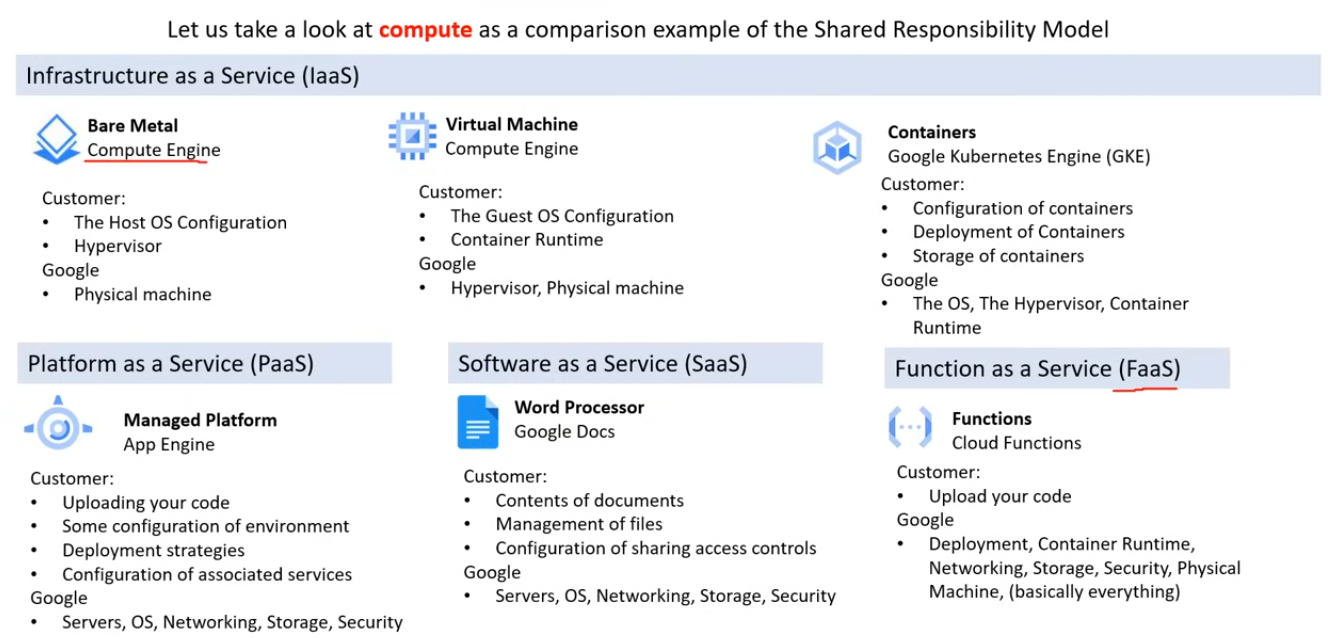 Let us take a look at compute as a comparison example of the Shared Responsibility Model
Infrastructure as a Service (IaaS)
Bare Metal
Compute Engine
Customer:
• The Host OS Configuration
• Hypervisor
Google
• Physical machine
Virtual Machine
Compute Engine
Customer:
• The Guest OS Configuration
• Container Runtime
Google
• Hypervisor, Physical machine
Containers
Google Kubernetes Engine (GKE)
Customer:
• Configuration of containers
• Deployment of Containers
• Storage of containers
Google
• The OS, The Hypervisor, Container
Runtime
Platform as a Service (PaaS)
Managed Platform
App Engine
Customer:
• Uploading your code
• Some configuration of environment
• Deployment strategies
• Configuration of associated services
Google
• Servers, OS, Networking, Storage, Security
Software as a Service (SaaS)
Word Processor
Google Docs
Customer:
• Contents of documents
• Management of files
• Configuration of sharing access controls
Google
• Servers, OS, Networking, Storage, Security
Function as a Service (FaaS)
Functions
Cloud Functions
Customer:
• Upload your code
Google
• Deployment, Container Runtime,
Networking, Storage, Security, Physical
Machine, (basically everything)